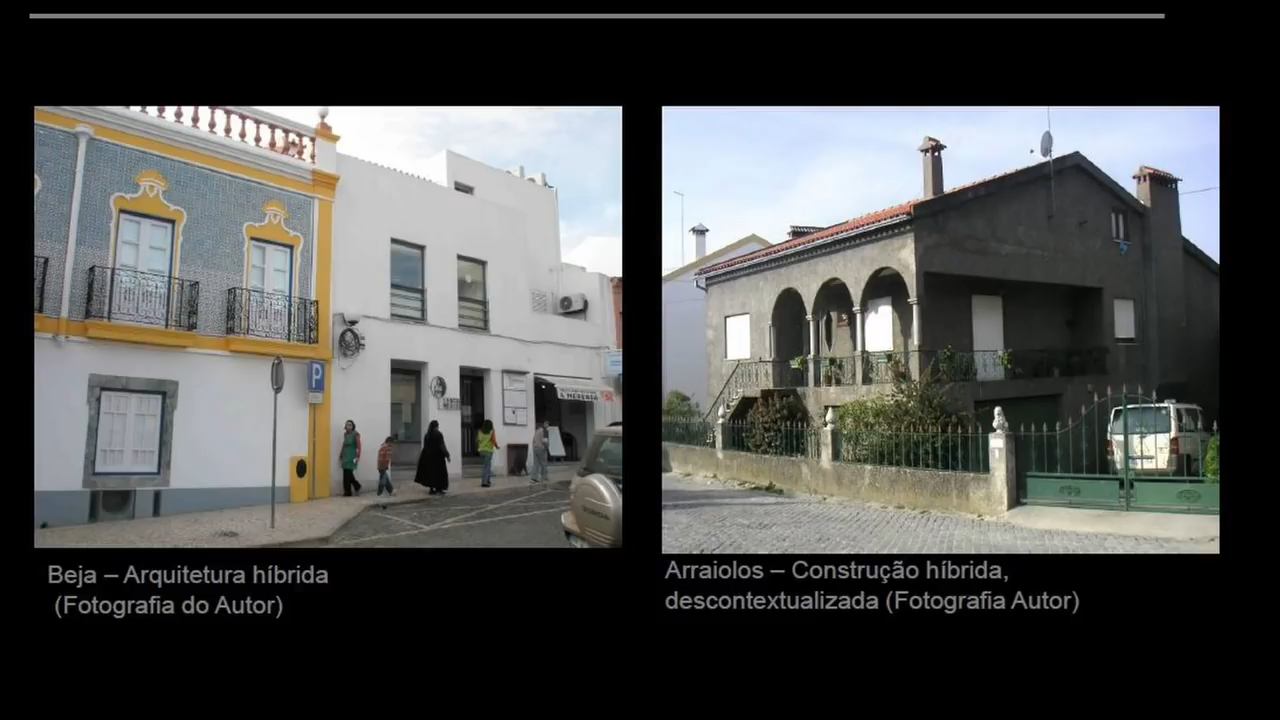 P
Beja – Arquitetura híbrida
(Fotografia do Autor)
Arraiolos – Construção híbrida,
descontextualizada (Fotografia Autor)